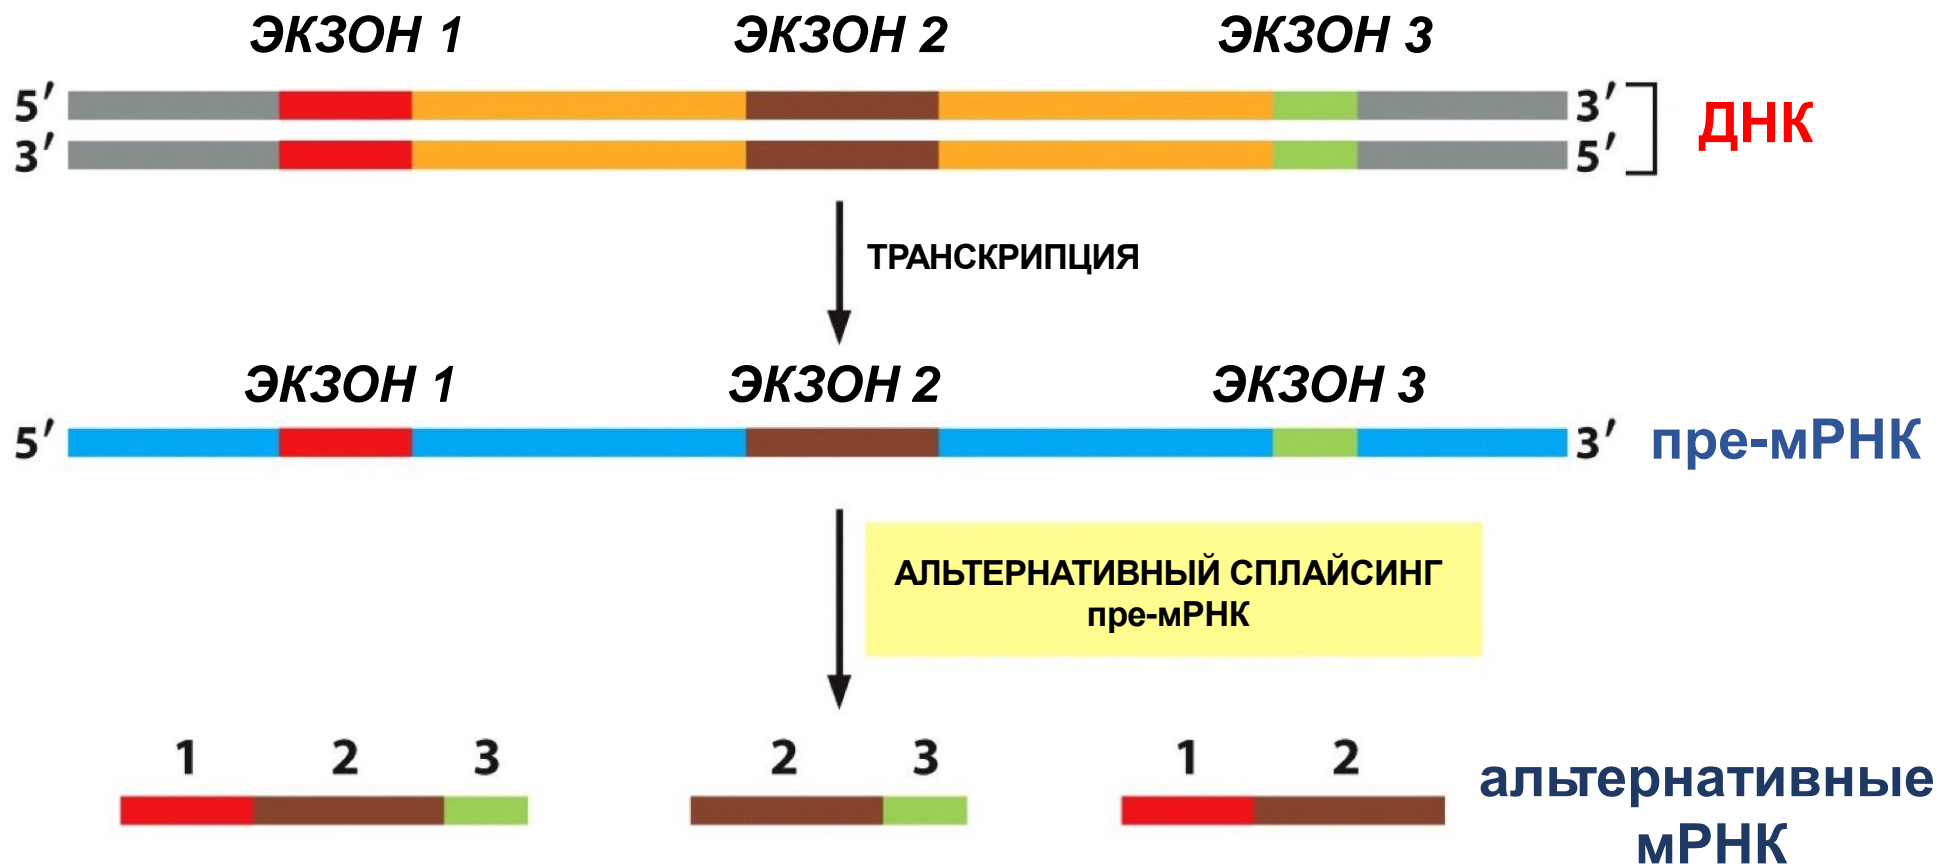 ЭКЗОН 1 ЭКЗОН 2 ЭКЗОН 3
5′ 3′
3′ 5′
ДНК
ТРАНСКРИПЦИЯ
ЭКЗОН 1 ЭКЗОН 2 ЭКЗОН 3
5′ 3′ пре-мРНК
АЛЬТЕРНАТИВНЫЙ СПЛАЙСИНГ
пре-мРНК
1 2 3 2 3 1 2
альтернативные
мРНК